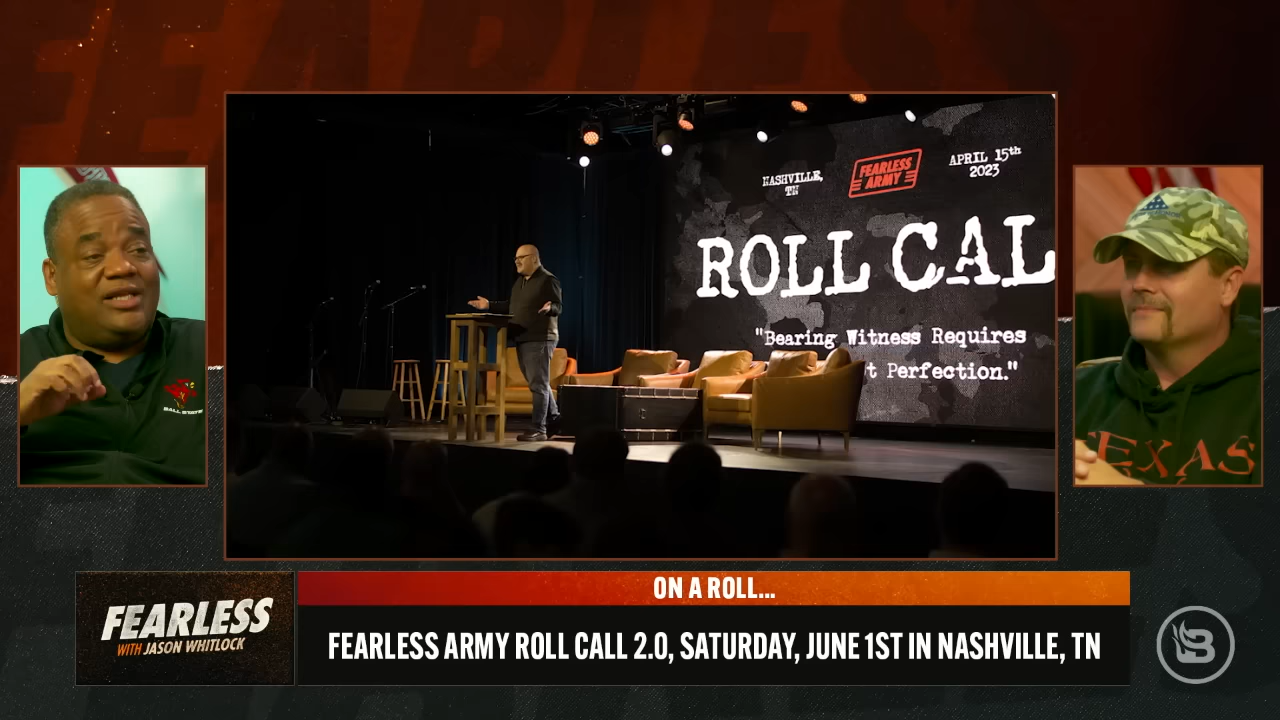 NASHVILLE,
TN
FEARLESS
ARMY
APRIL 15th
2023
ROLL CAL
"Bearing Witness Requires
t Perfection."
BALL STATE
TEXAS
ON A ROLL...
FEARLESS
WITH JASON WHITLOCK
FEARLESS ARMY ROLL CALL 2.0, SATURDAY, JUNE 1ST IN NASHVILLE, TN
B